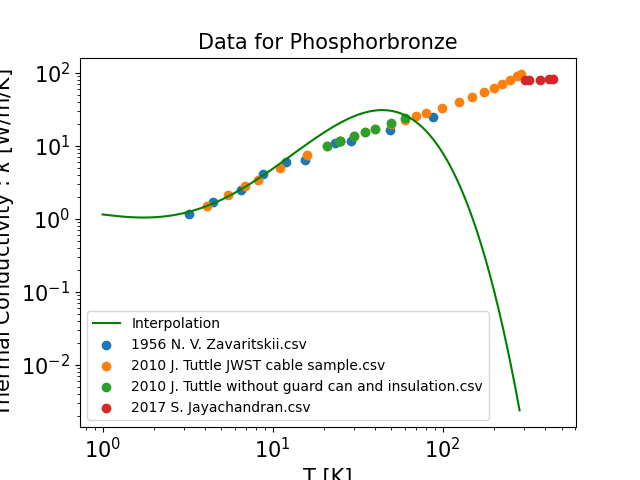 Data for Phosphorbronze
Thermal Conductivity : k [W/m/K]
10²
10¹
10⁰
10⁻¹
10⁻²
Interpolation
1956 N. V. Zavaritskii.csv
2010 J. Tuttle JWST cable sample.csv
2010 J. Tuttle without guard can and insulation.csv
2017 S. Jayachandran.csv
10⁰ 10¹ 10²
T [K]